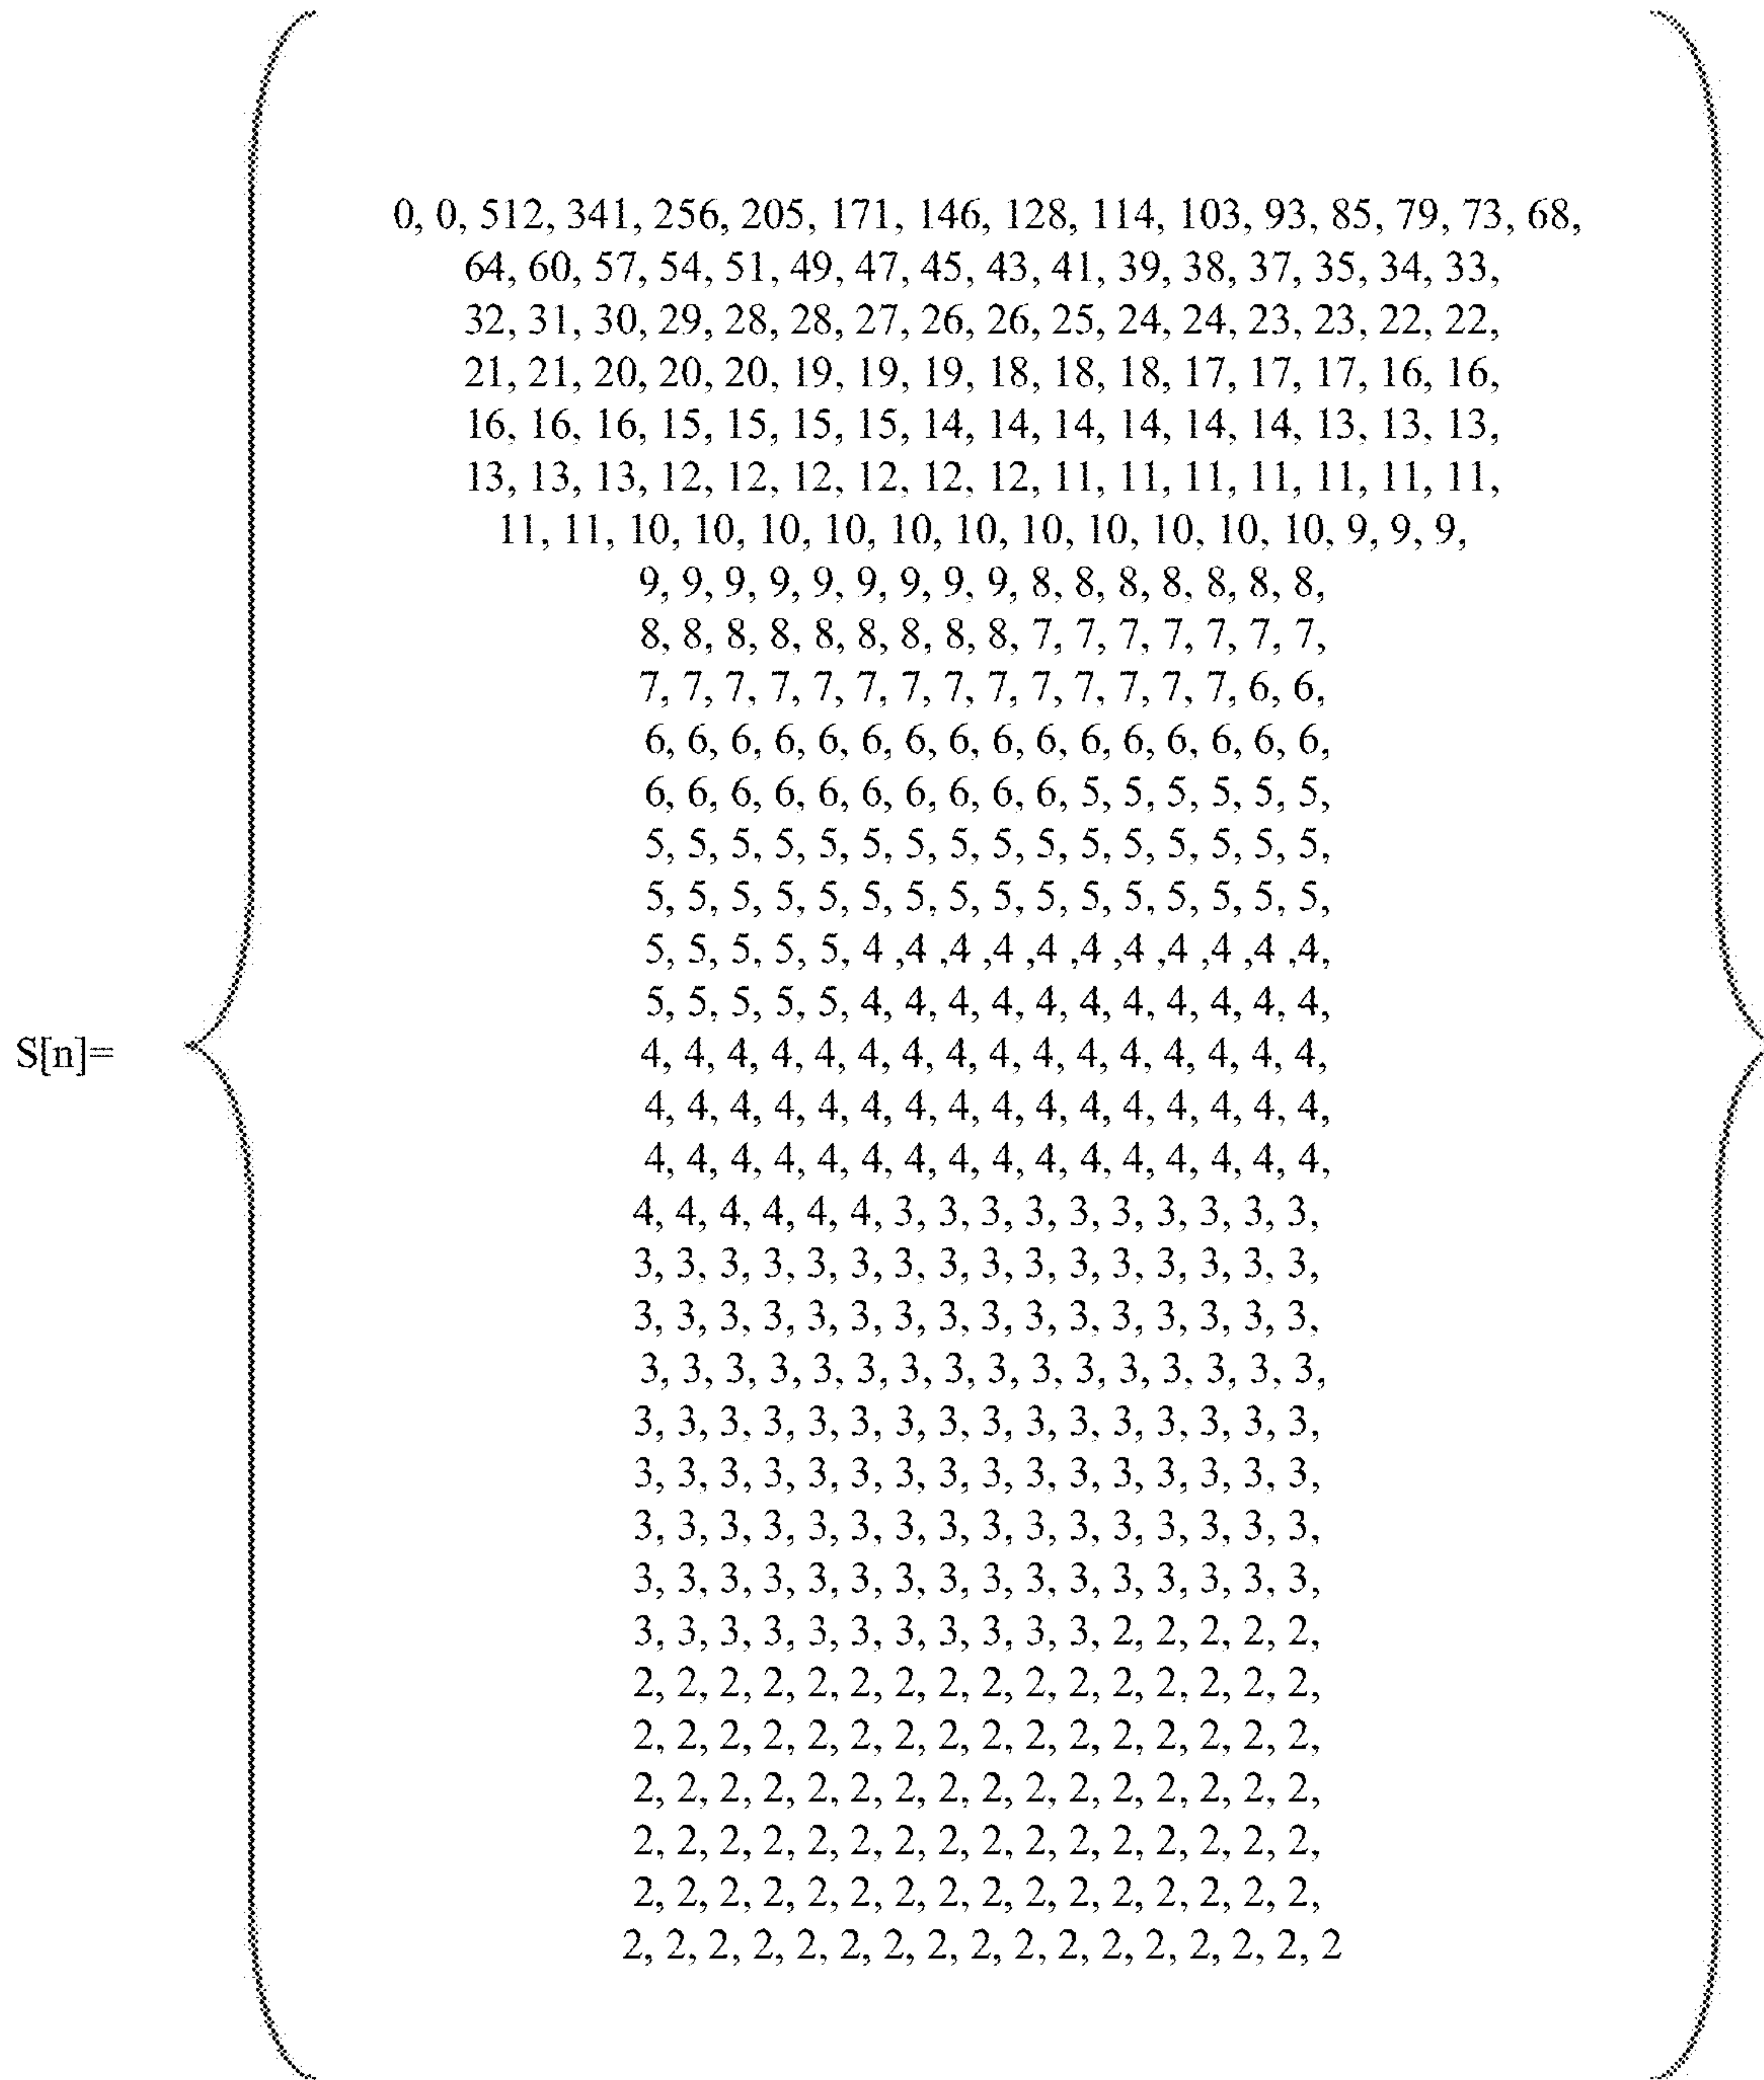 S[n]=
0, 0, 512, 341, 256, 205, 171, 146, 128, 114, 103, 93, 85, 79, 73, 68,
64, 60, 57, 54, 51, 49, 47, 45, 43, 41, 39, 38, 37, 35, 34, 33,
32, 31, 30, 29, 28, 28, 27, 26, 26, 25, 24, 24, 23, 23, 22, 22,
21, 21, 20, 20, 20, 19, 19, 19, 18, 18, 18, 17, 17, 17, 16, 16,
16, 16, 16, 15, 15, 15, 15, 14, 14, 14, 14, 14, 14, 13, 13, 13,
13, 13, 13, 12, 12, 12, 12, 12, 12, 11, 11, 11, 11, 11, 11, 11,
11, 11, 10, 10, 10, 10, 10, 10, 10, 10, 10, 10, 10, 9, 9, 9,
9, 9, 9, 9, 9, 9, 9, 9, 9, 8, 8, 8, 8, 8, 8, 8,
8, 8, 8, 8, 8, 8, 8, 8, 8, 7, 7, 7, 7, 7, 7, 7,
7, 7, 7, 7, 7, 7, 7, 7, 7, 7, 7, 7, 7, 7, 6, 6,
6, 6, 6, 6, 6, 6, 6, 6, 6, 6, 6, 6, 6, 6, 6, 6,
6, 6, 6, 6, 6, 6, 6, 6, 6, 6, 5, 5, 5, 5, 5, 5,
5, 5, 5, 5, 5, 5, 5, 5, 5, 5, 5, 5, 5, 5, 5, 5,
5, 5, 5, 5, 5, 5, 5, 5, 5, 5, 5, 5, 5, 5, 5, 5,
5, 5, 5, 5, 5, 4 ,4 ,4 ,4 ,4 ,4 ,4 ,4 ,4 ,4 ,4,
5, 5, 5, 5, 5, 4, 4, 4, 4, 4, 4, 4, 4, 4, 4, 4,
4, 4, 4, 4, 4, 4, 4, 4, 4, 4, 4, 4, 4, 4, 4, 4,
4, 4, 4, 4, 4, 4, 4, 4, 4, 4, 4, 4, 4, 4, 4, 4,
4, 4, 4, 4, 4, 4, 4, 4, 4, 4, 4, 4, 4, 4, 4, 4,
4, 4, 4, 4, 4, 4, 3, 3, 3, 3, 3, 3, 3, 3, 3, 3,
3, 3, 3, 3, 3, 3, 3, 3, 3, 3, 3, 3, 3, 3, 3, 3,
3, 3, 3, 3, 3, 3, 3, 3, 3, 3, 3, 3, 3, 3, 3, 3,
3, 3, 3, 3, 3, 3, 3, 3, 3, 3, 3, 3, 3, 3, 3, 3,
3, 3, 3, 3, 3, 3, 3, 3, 3, 3, 3, 3, 3, 3, 3, 3,
3, 3, 3, 3, 3, 3, 3, 3, 3, 3, 3, 3, 3, 3, 3, 3,
3, 3, 3, 3, 3, 3, 3, 3, 3, 3, 3, 3, 3, 3, 3, 3,
3, 3, 3, 3, 3, 3, 3, 3, 3, 3, 3, 3, 3, 3, 3, 3,
3, 3, 3, 3, 3, 3, 3, 3, 3, 3, 3, 2, 2, 2, 2, 2,
2, 2, 2, 2, 2, 2, 2, 2, 2, 2, 2, 2, 2, 2, 2, 2,
2, 2, 2, 2, 2, 2, 2, 2, 2, 2, 2, 2, 2, 2, 2, 2,
2, 2, 2, 2, 2, 2, 2, 2, 2, 2, 2, 2, 2, 2, 2, 2,
2, 2, 2, 2, 2, 2, 2, 2, 2, 2, 2, 2, 2, 2, 2, 2,
2, 2, 2, 2, 2, 2, 2, 2, 2, 2, 2, 2, 2, 2, 2, 2,
2, 2, 2, 2, 2, 2, 2, 2, 2, 2, 2, 2, 2, 2, 2, 2, 2